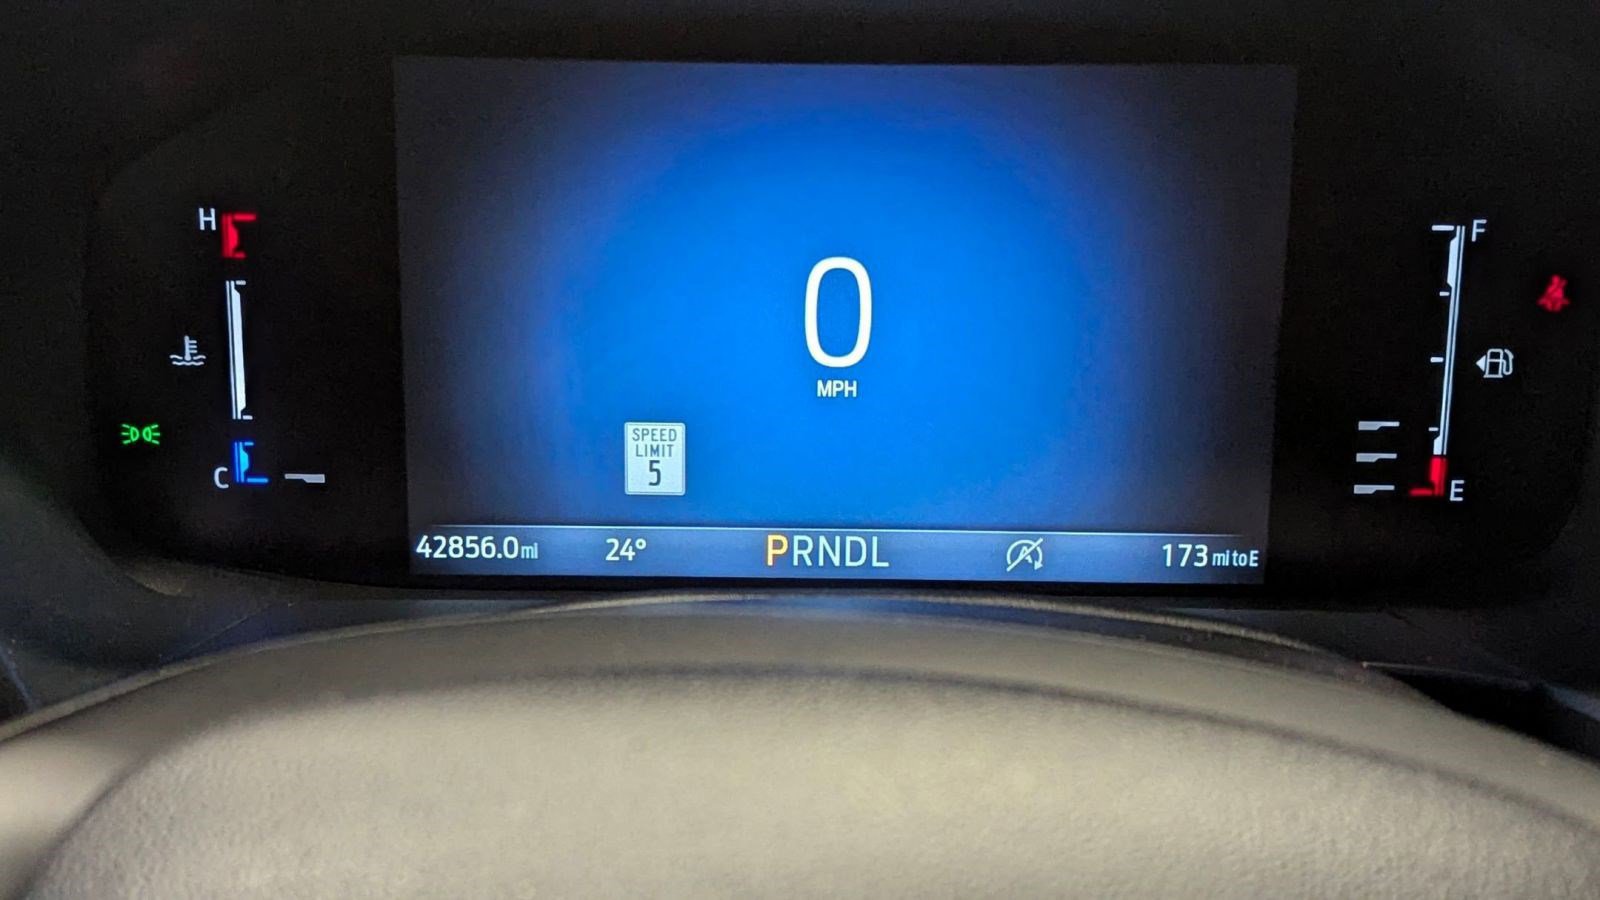 H
C
0
MPH
SPEED
LIMIT
5
F
E
42856.0mi 24° PRNDL A 173 mi to E